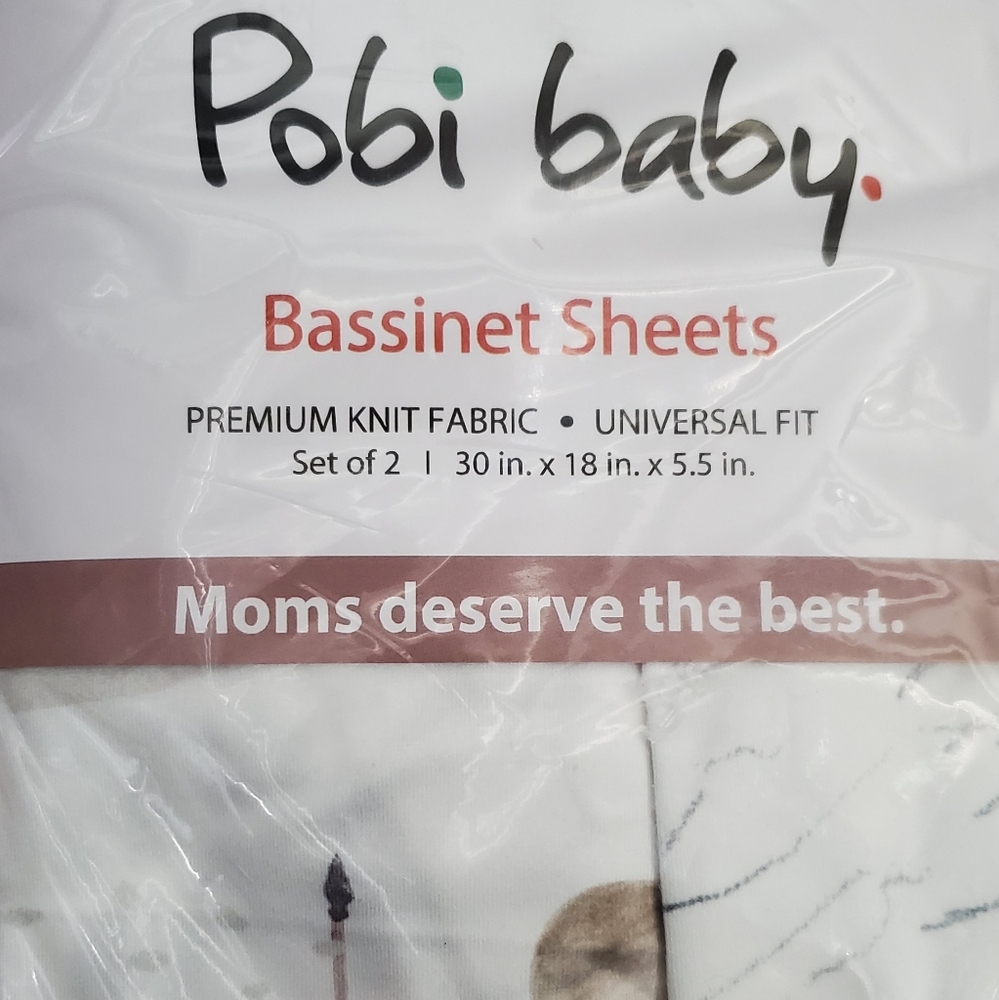 Pobi baby.
Bassinet Sheets
PREMIUM KNIT FABRIC • UNIVERSAL FIT
Set of 2 | 30 in. x 18 in. x 5.5 in.
Moms deserve the best.